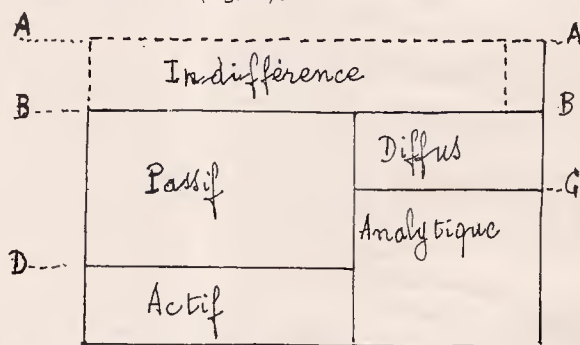 A A
Indifférence
B B
Diffus
Passif
C
Analytique
D
Actif